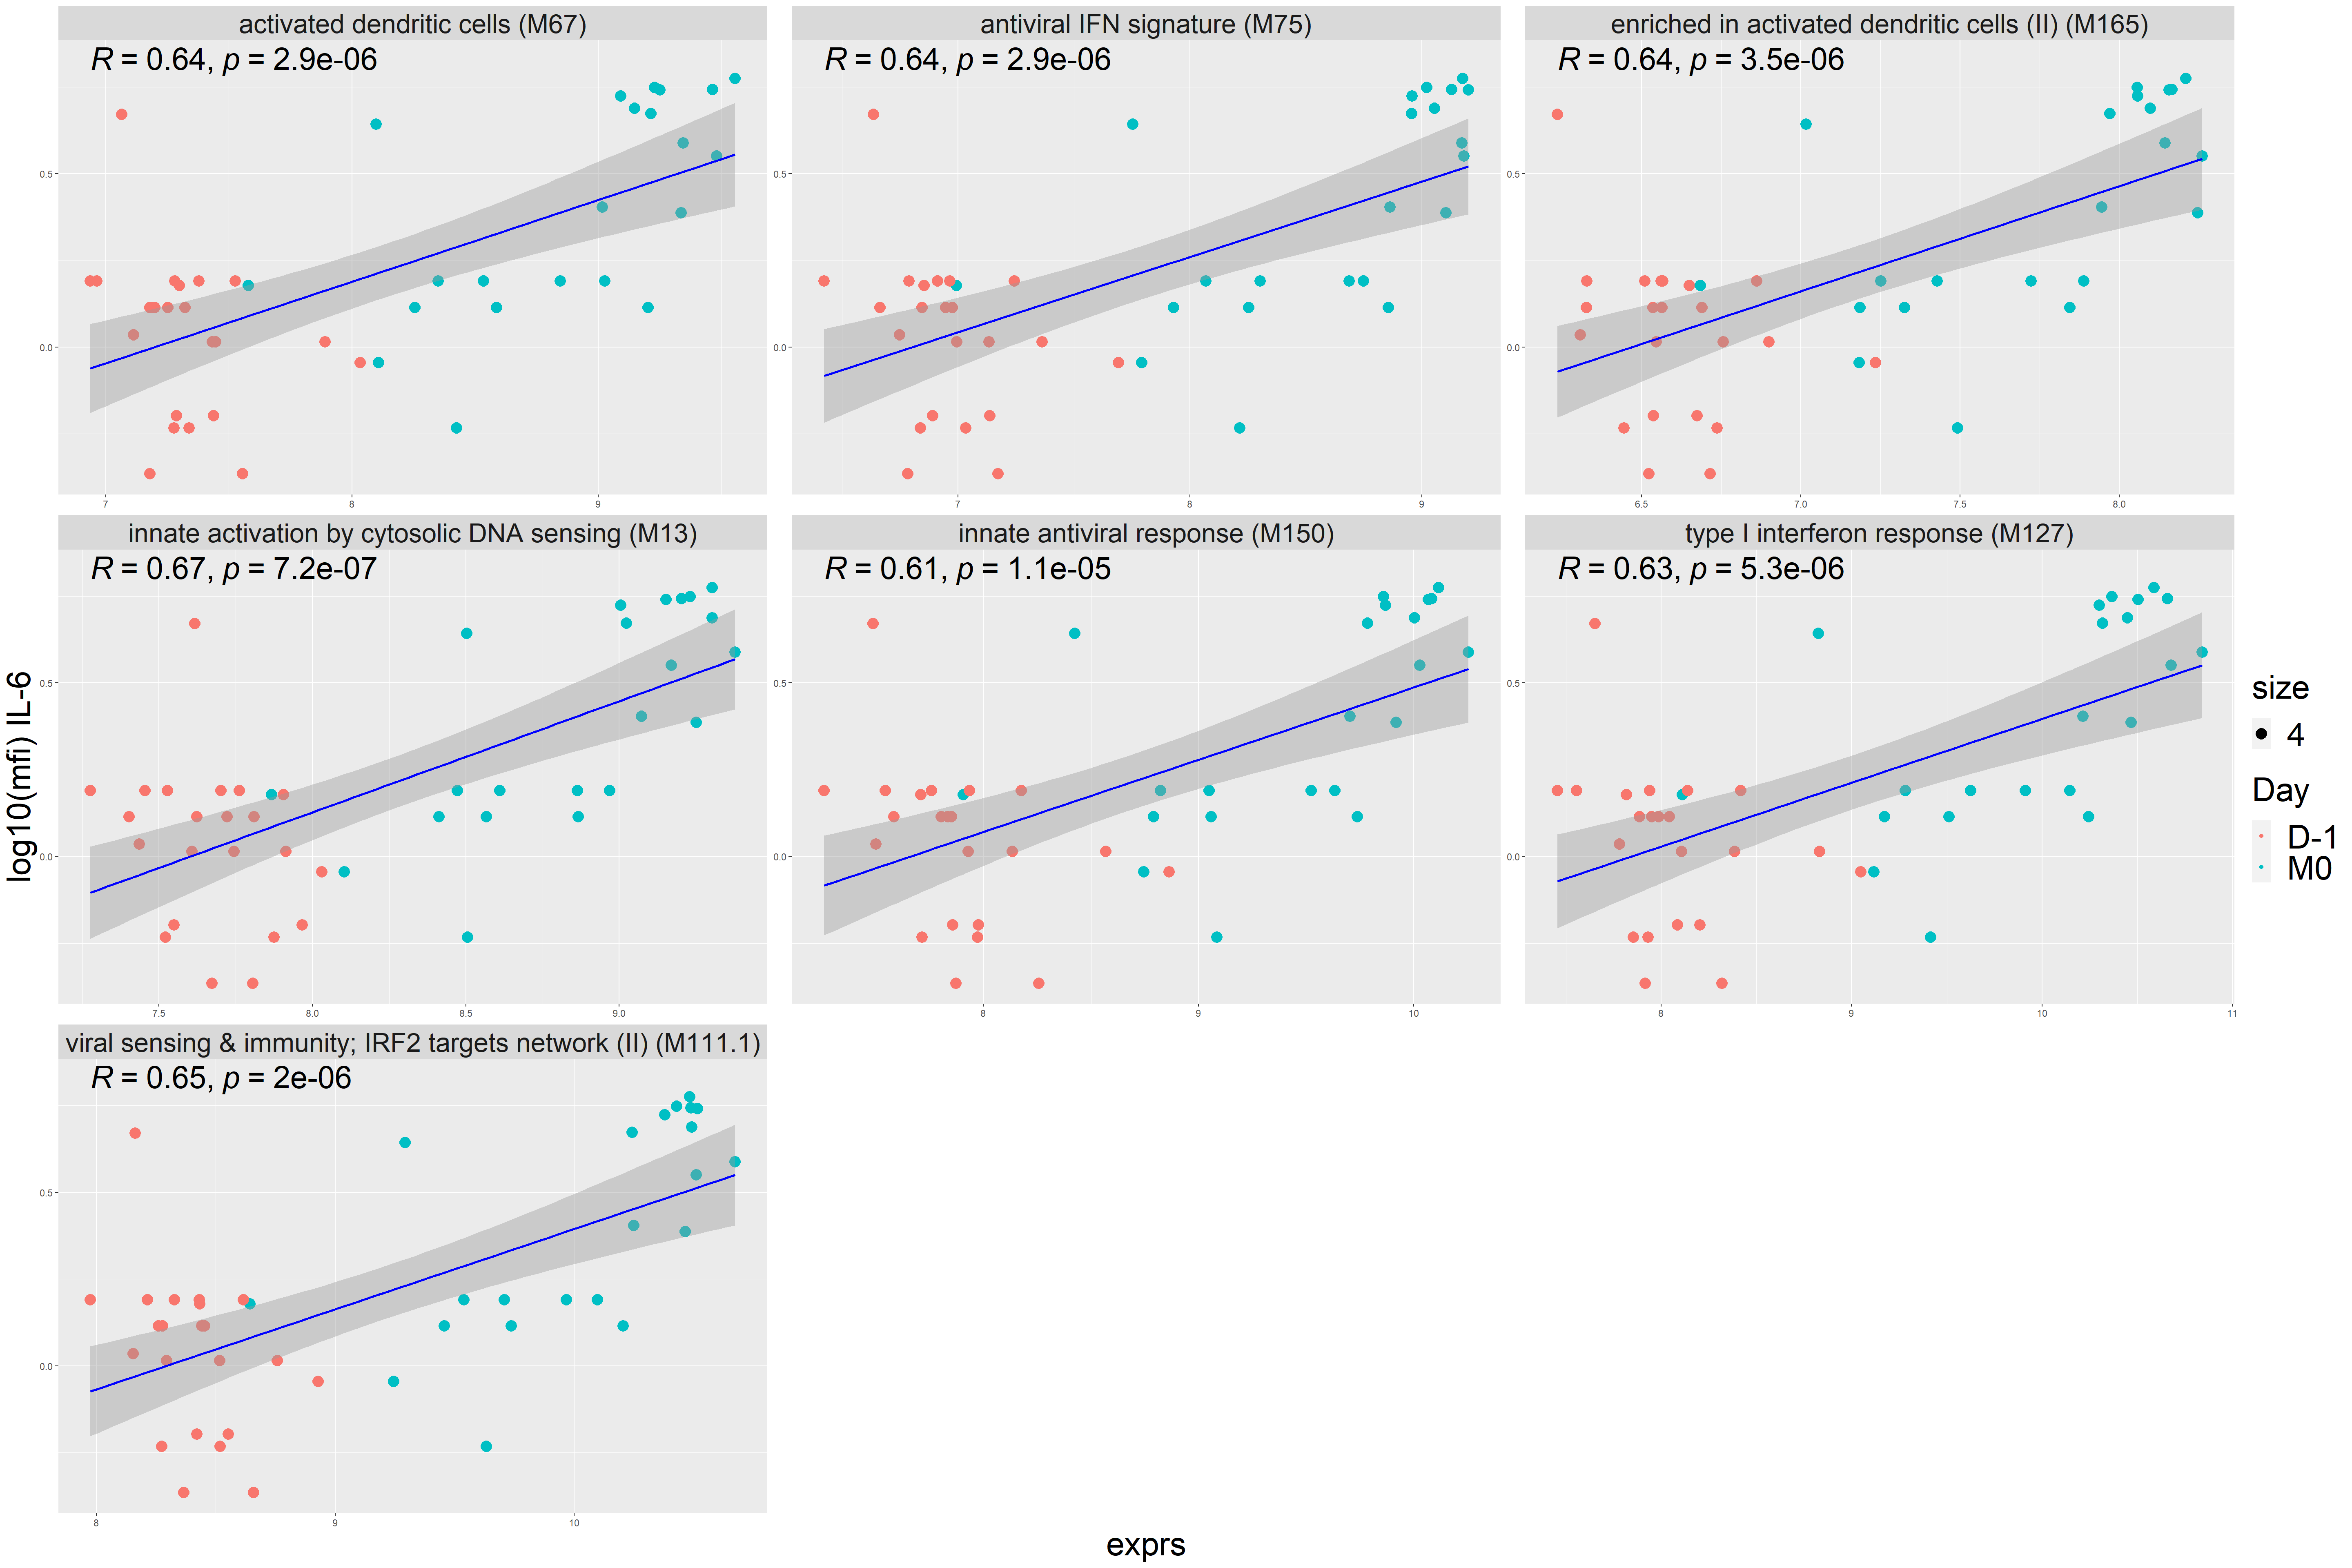 activated dendritic cells (M67)
antiviral IFN signature (M75)
enriched in activated dendritic cells (II) (M165)
R = 0.64, p = 2.9e-06
R = 0.64, p = 2.9e-06
R = 0.64, p = 3.5e-06
0.5
0.0
7 8 9
0.5
0.0
7 8 9
0.5
0.0
6.5 7.0 7.5 8.0
innate activation by cytosolic DNA sensing (M13)
innate antiviral response (M150)
type I interferon response (M127)
R = 0.67, p = 7.2e-07
R = 0.61, p = 1.1e-05
R = 0.63, p = 5.3e-06
0.5
0.0
7.5 8.0 8.5 9.0
0.5
0.0
8 9 10
0.5
0.0
8 9 10 11
viral sensing & immunity; IRF2 targets network (II) (M111.1)
R = 0.65, p = 2e-06
0.5
0.0
8 9 10
log10(mfi) IL-6
exprs
size
4
Day
D-1
M0